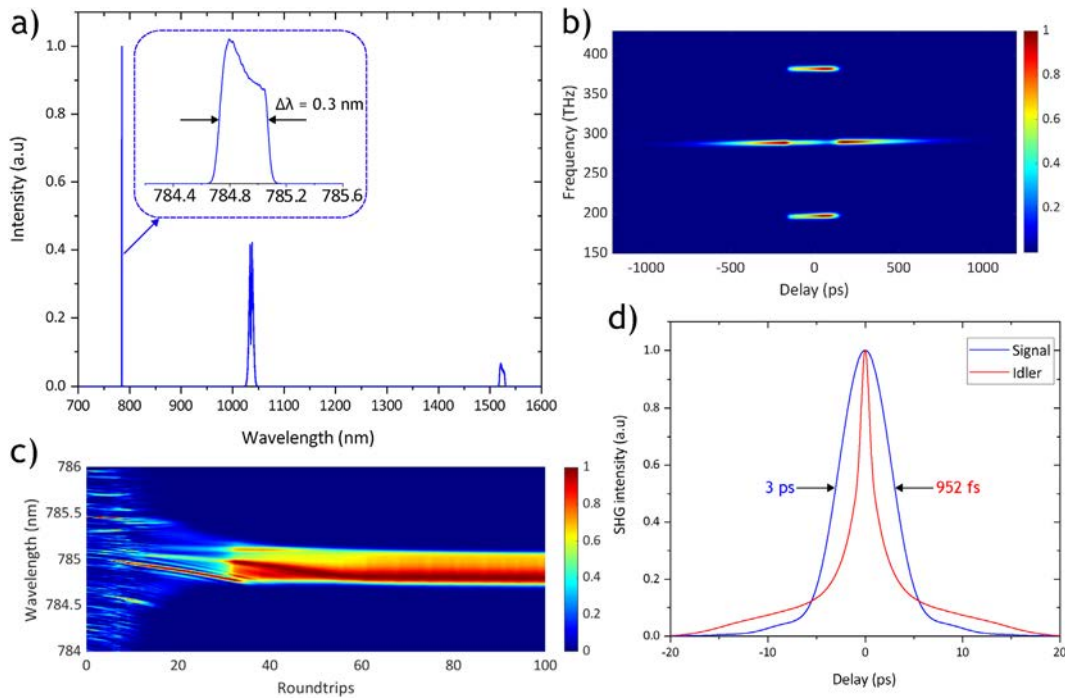 a)
1.0
0.8
0.6
0.4
0.2
0.0
Intensity (a.u)
Δλ = 0.3 nm
784.4 784.8 785.2 785.6
700 800 900 1000 1100 1200 1300 1400 1500 1600
Wavelength (nm)
b)
400
350
300
250
200
150
Frequency (THz)
-1000 -500 0 500 1000
Delay (ps)
1
0.8
0.6
0.4
0.2
c)
786
785.5
785
784.5
784
Wavelength (nm)
0 20 40 60 80 100
Roundtrips
1
0.8
0.6
0.4
0.2
0
d)
1.0
0.8
0.6
0.4
0.2
0.0
SHG intensity (a.u)
Signal
Idler
3 ps
952 fs
-20 -10 0 10 20
Delay (ps)